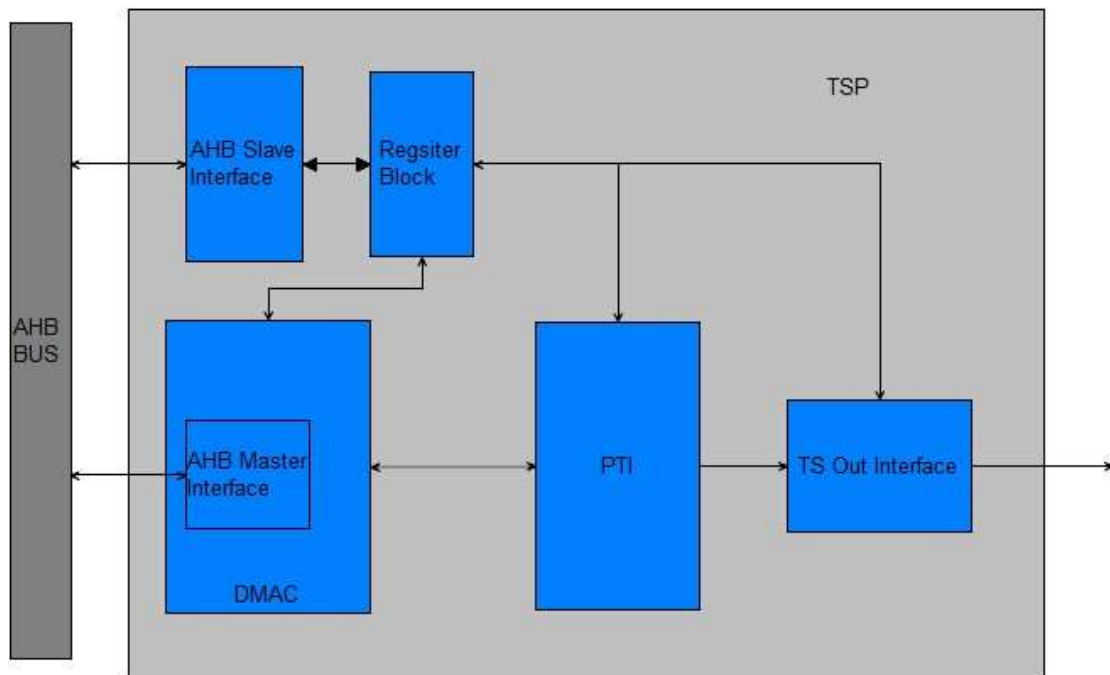 TSP
AHB Slave
Interface
Regsiter
Block
AHB
BUS
AHB Master
Interface
DMAC
PTI
TS Out Interface